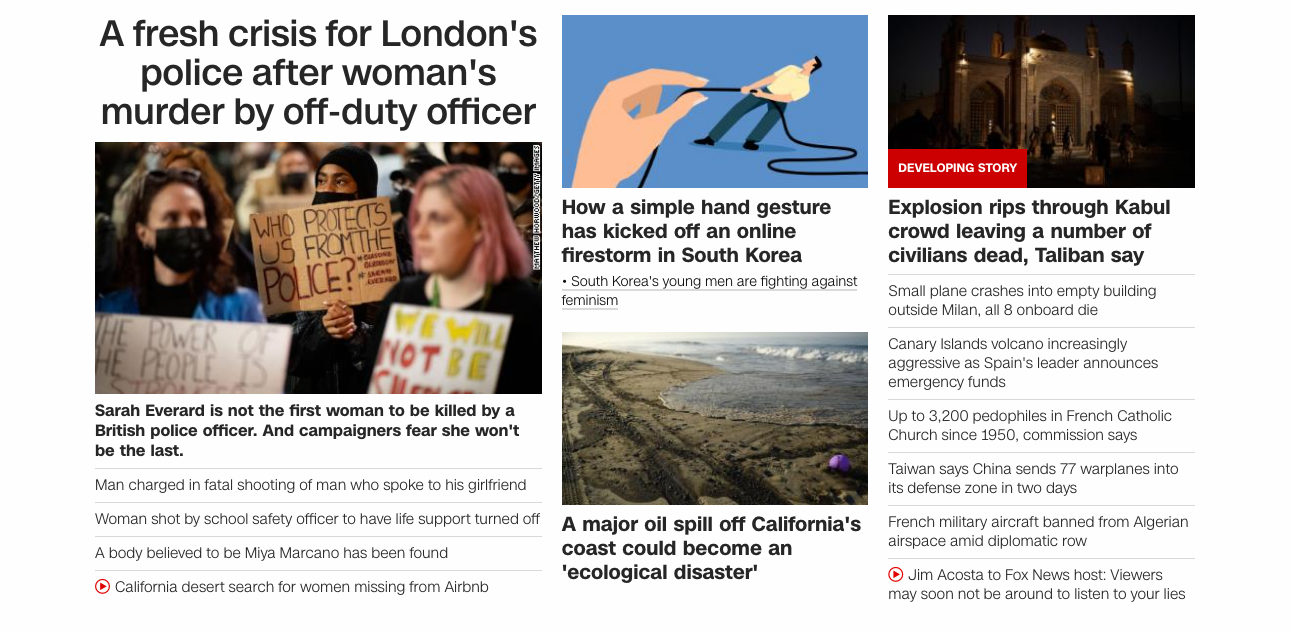 A fresh crisis for London's
police after woman's
murder by off-duty officer
MATTHEW HORWOOD/GETTY IMAGES
WHO PROTECTS
US FROM THE
POLICE?
THE POWER OF
THE PEOPLE IS
WE WILL
NOT BE
Sarah Everard is not the first woman to be killed by a
British police officer. And campaigners fear she won't
be the last.
Man charged in fatal shooting of man who spoke to his girlfriend
Woman shot by school safety officer to have life support turned off
A body believed to be Miya Marcano has been found
California desert search for women missing from Airbnb
How a simple hand gesture
has kicked off an online
firestorm in South Korea
• South Korea's young men are fighting against
feminism
A major oil spill off California's
coast could become an
'ecological disaster'
DEVELOPING STORY
Explosion rips through Kabul
crowd leaving a number of
civilians dead, Taliban say
Small plane crashes into empty building
outside Milan, all 8 onboard die
Canary Islands volcano increasingly
aggressive as Spain's leader announces
emergency funds
Up to 3,200 pedophiles in French Catholic
Church since 1950, commission says
Taiwan says China sends 77 warplanes into
its defense zone in two days
French military aircraft banned from Algerian
airspace amid diplomatic row
Jim Acosta to Fox News host: Viewers
may soon not be around to listen to your lies